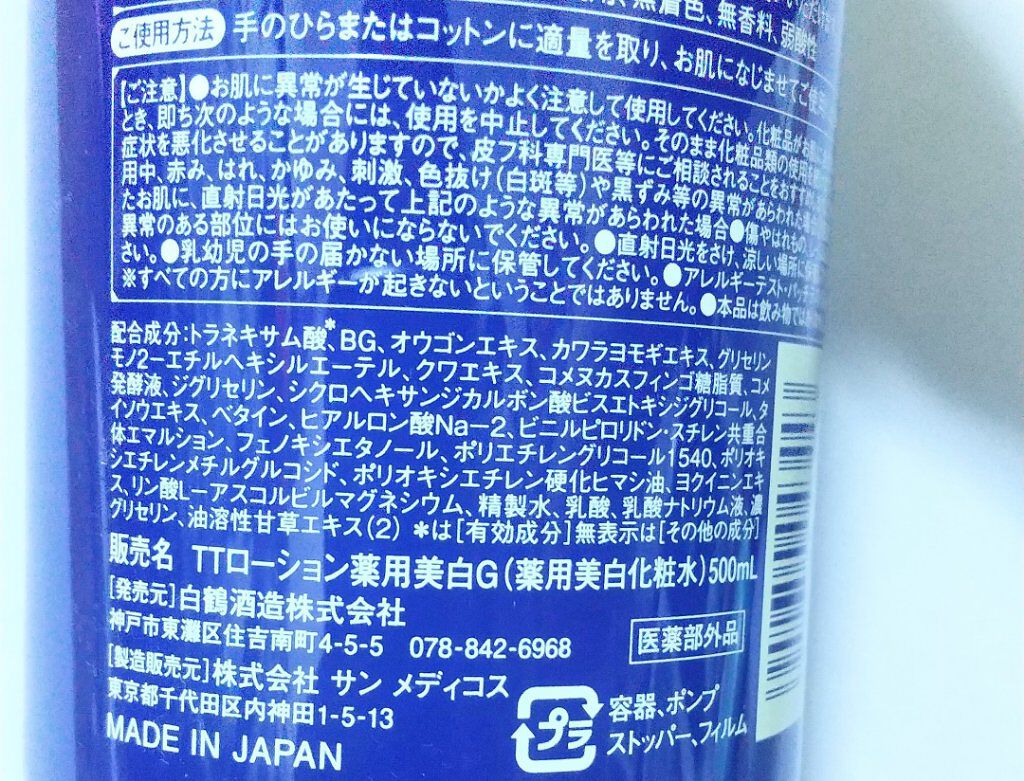 無着色、無香料、弱酸性
ご使用方法 手のひらまたはコットンに適量を取り、お肌になじませてご使
【ご注意】●お肌に異常が生じていないかよく注意して使用してください。化粧品がお肌に
とき、即ち次のような場合には、使用を中止してください。そのまま化粧品類の使用を
症状を悪化させることがありますので、皮フ科専門医等にご相談されることをおすす
用中、赤み、はれ、かゆみ、刺激、色抜け(白斑等)や黒ずみ等の異常があらわれた場
たお肌に、直射日光があたって上記のような異常があらわれた場合●傷やはれもの、し
異常のある部位にはお使いにならないでください。●直射日光をさけ、涼しい場所に
さい。●乳幼児の手の届かない場所に保管してください。●アレルギーテスト・パッチ
※すべての方にアレルギーが起きないということではありません。●本品は飲み物では
配合成分:トラネキサム酸*、BG、オウゴンエキス、カワラヨモギエキス、グリセリン
モノ2ーエチルヘキシルエーテル、クワエキス、コメヌカスフィンゴ糖脂質、コメ
発酵液、ジグリセリン、シクロヘキサンジカルボン酸ビスエトキシジグリコール、タ
イソウエキス、ベタイン、ヒアルロン酸Na-2、ビニルピロリドン・スチレン共重合
体エマルション、フェノキシエタノール、ポリエチレングリコール1540、ポリオキ
シエチレンメチルグルコシド、ポリオキシエチレン硬化ヒマシ油、ヨクイニンエキ
ス、リン酸Lーアスコルビルマグネシウム、精製水、乳酸、乳酸ナトリウム液、濃
グリセリン、油溶性甘草エキス(2) *は[有効成分]無表示は[その他の成分]
販売名 TTローション薬用美白G(薬用美白化粧水)500mL
[発売元]白鶴酒造株式会社
神戸市東灘区住吉南町4-5-5 078-842-6968
医薬部外品
[製造販売元]株式会社 サン メディコス
東京都千代田区内神田1-5-13
MADE IN JAPAN
プラ
容器、ポンプ
ストッパー、フィルム